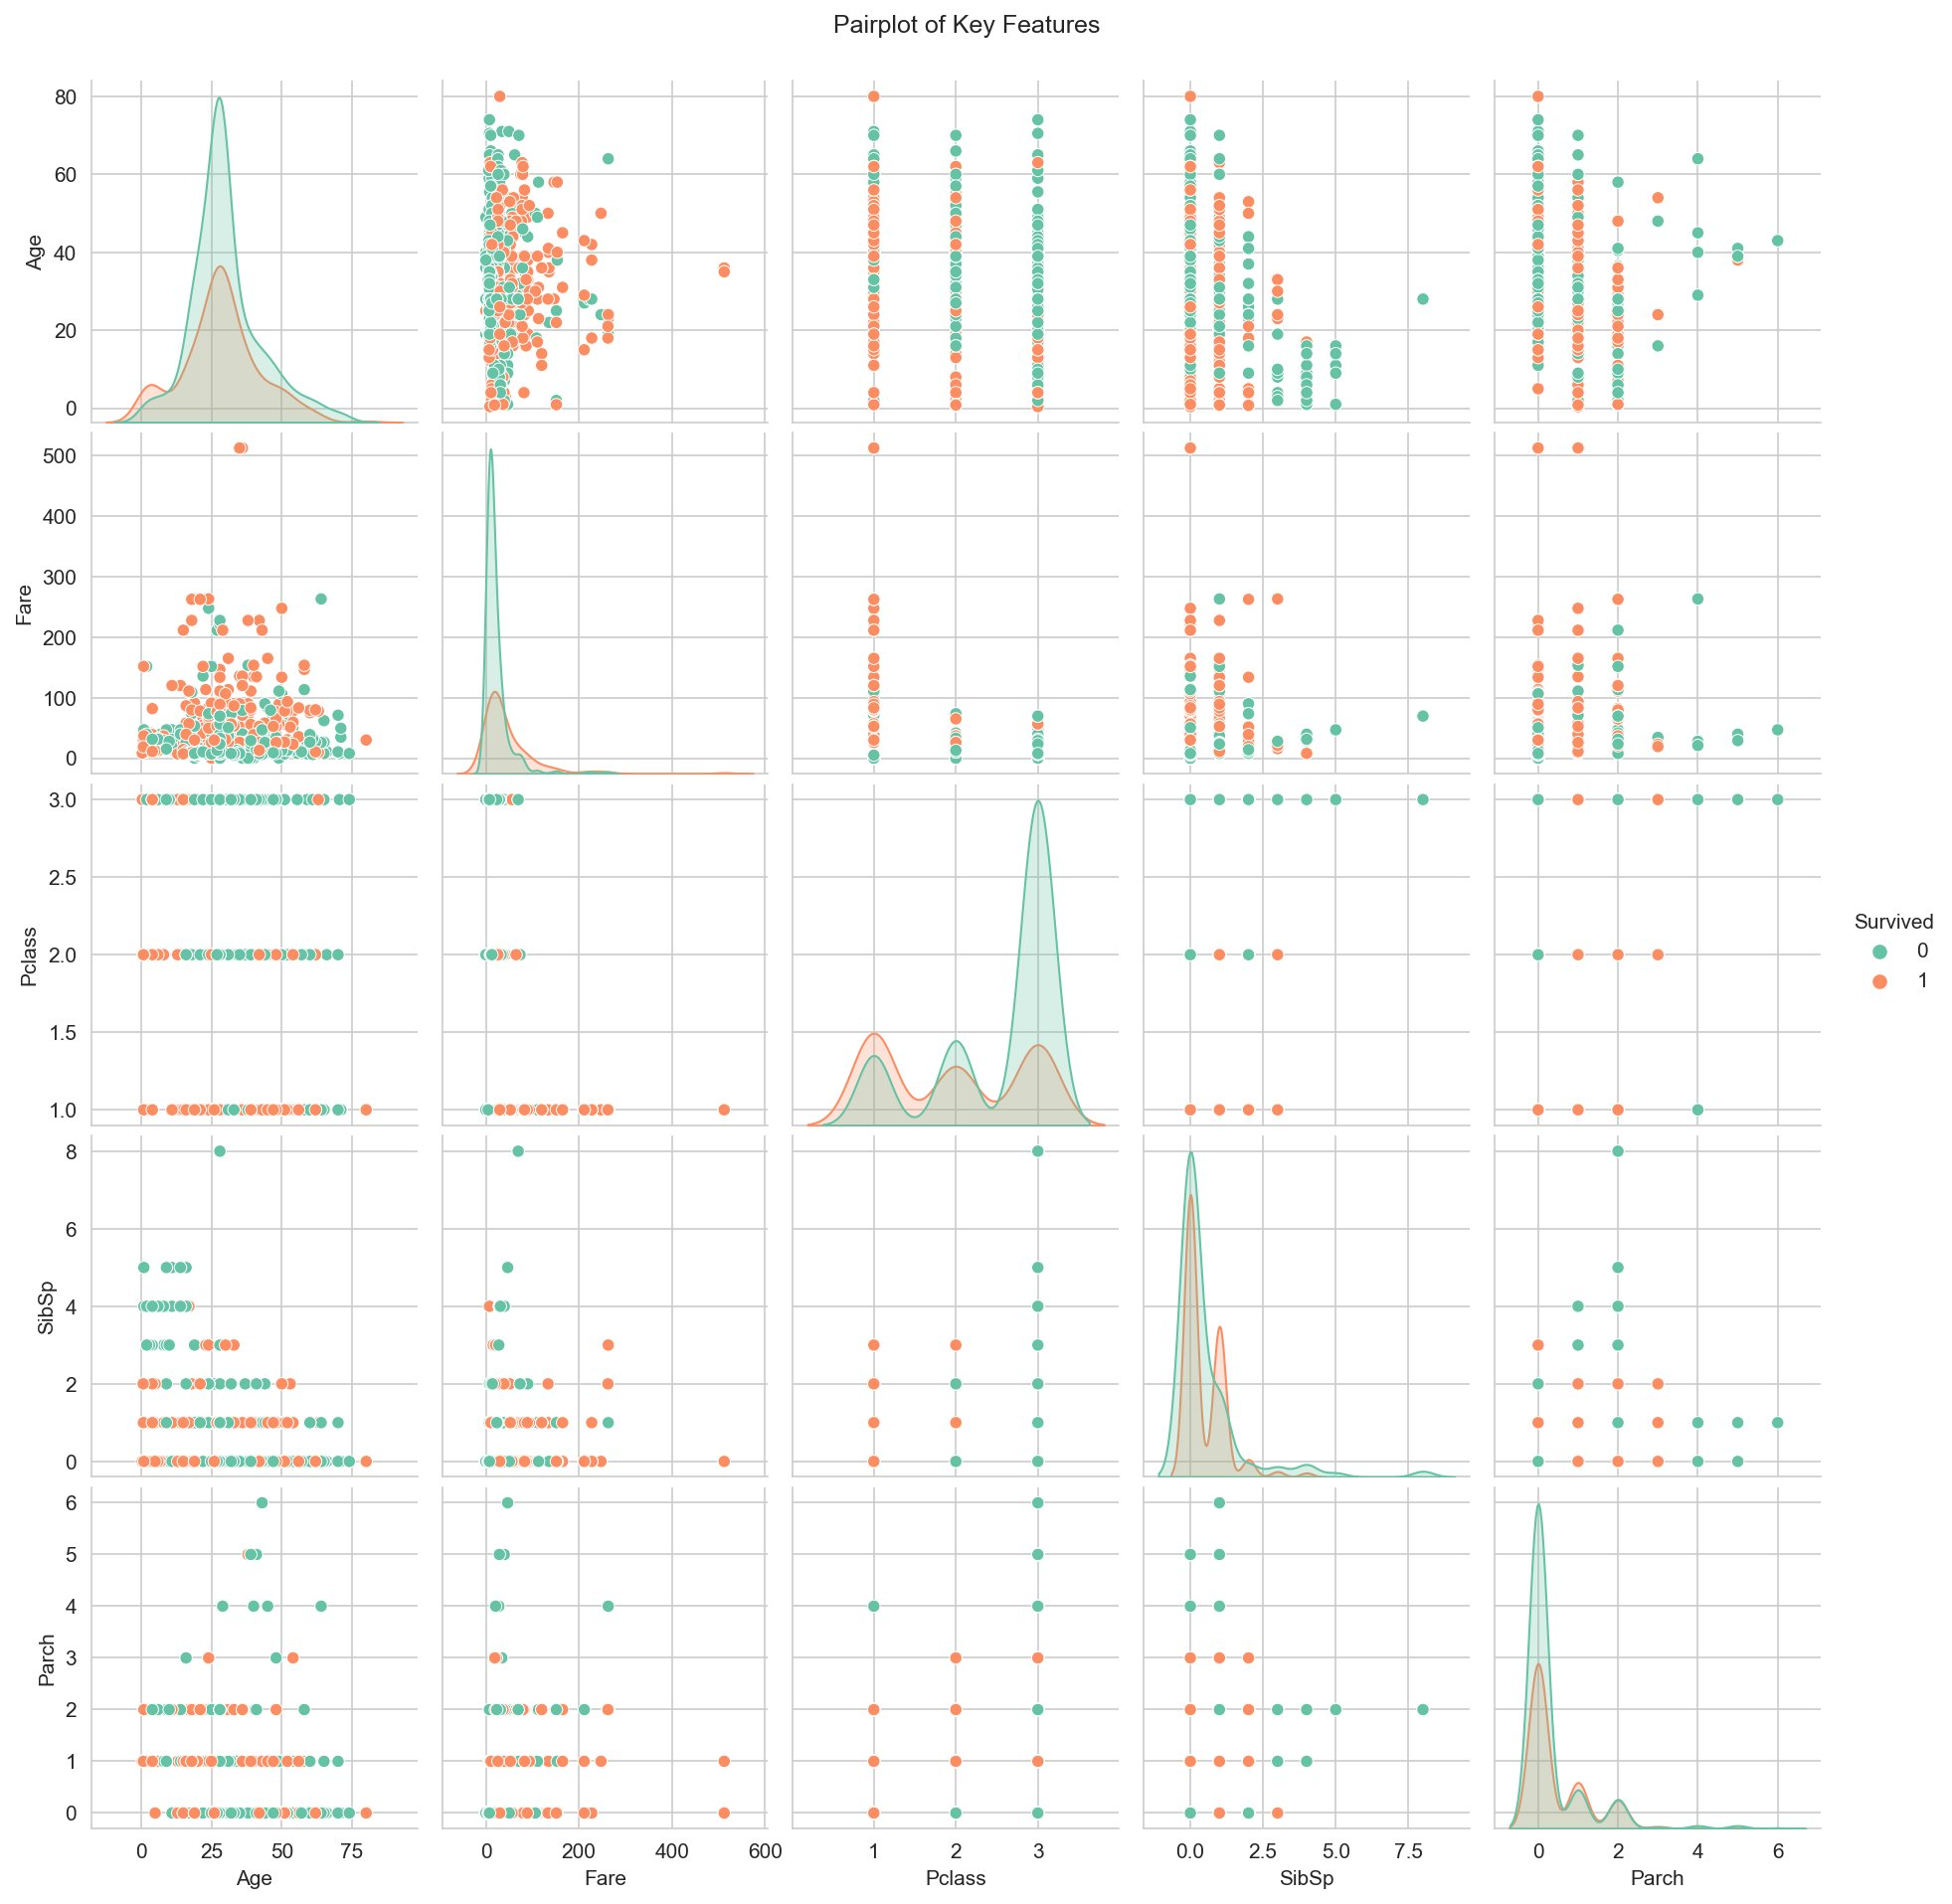 Pairplot of Key Features
80
60
40
20
0
Age
500
400
300
200
100
0
Fare
3.0
2.5
2.0
1.5
1.0
Pclass
Survived
0
1
8
6
4
2
0
SibSp
6
5
4
3
2
1
0
Parch
0 25 50 75
0 200 400 600
1 2 3
0.0 2.5 5.0 7.5
0 2 4 6
Age Fare Pclass SibSp Parch